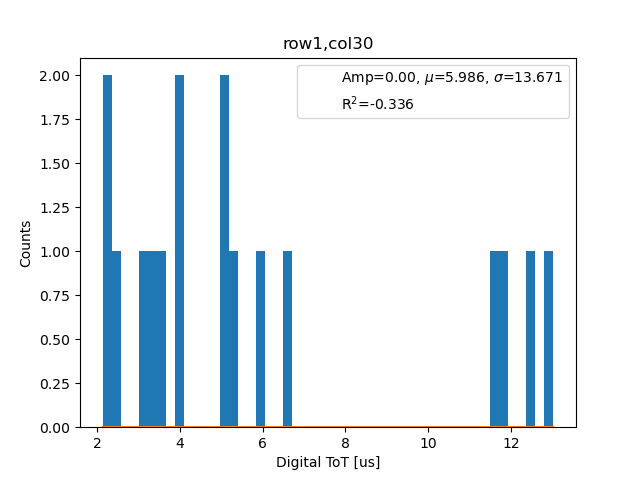 row1,col30
Amp=0.00, μ=5.986, σ=13.671
R²=-0.336
Counts
2.00
1.75
1.50
1.25
1.00
0.75
0.50
0.25
0.00
2 4 6 8 10 12
Digital ToT [us]